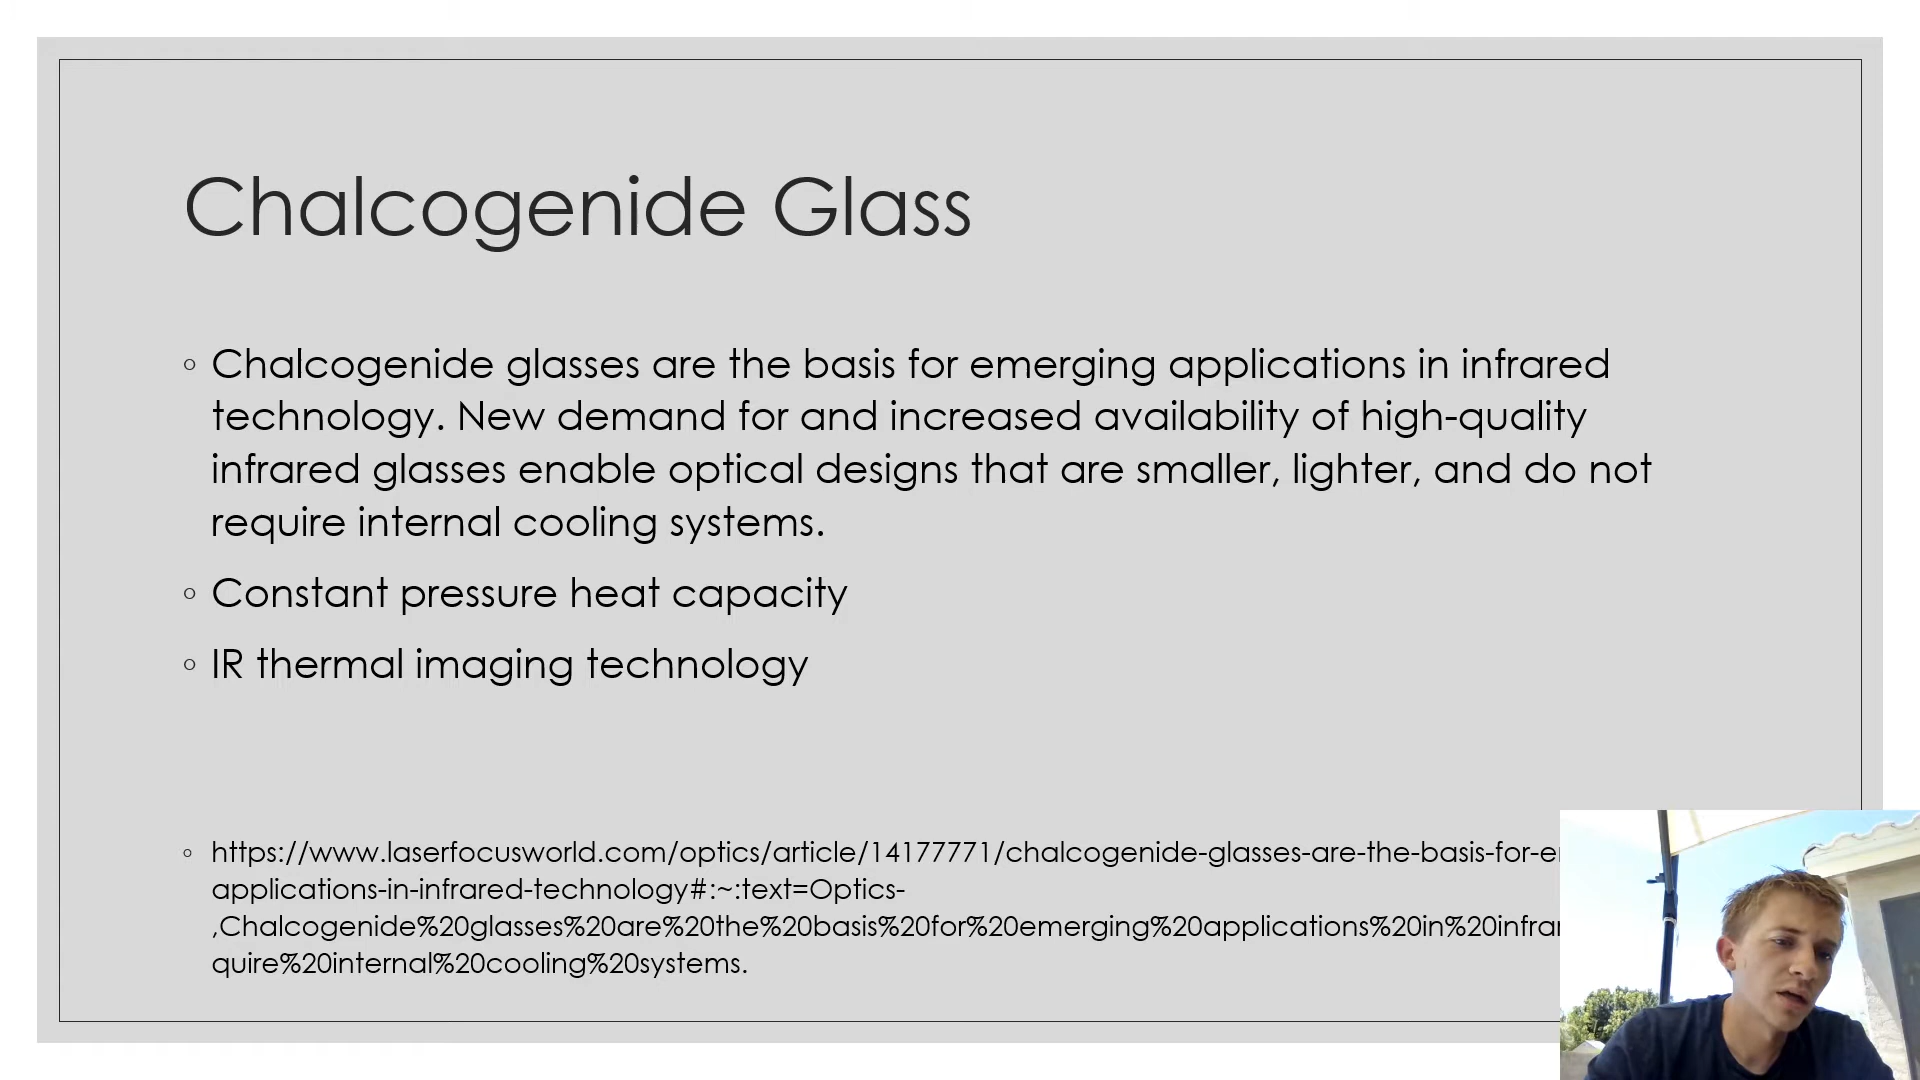 Chalcogenide Glass
◦ Chalcogenide glasses are the basis for emerging applications in infrared
technology. New demand for and increased availability of high-quality
infrared glasses enable optical designs that are smaller, lighter, and do not
require internal cooling systems.
◦ Constant pressure heat capacity
◦ IR thermal imaging technology
◦ https://www.laserfocusworld.com/optics/article/14177771/chalcogenide-glasses-are-the-basis-for-
applications-in-infrared-technology#:~:text=Optics-
,Chalcogenide%20glasses%20are%20the%20basis%20for%20emerging%20applications%20in%20
quire%20internal%20cooling%20systems.